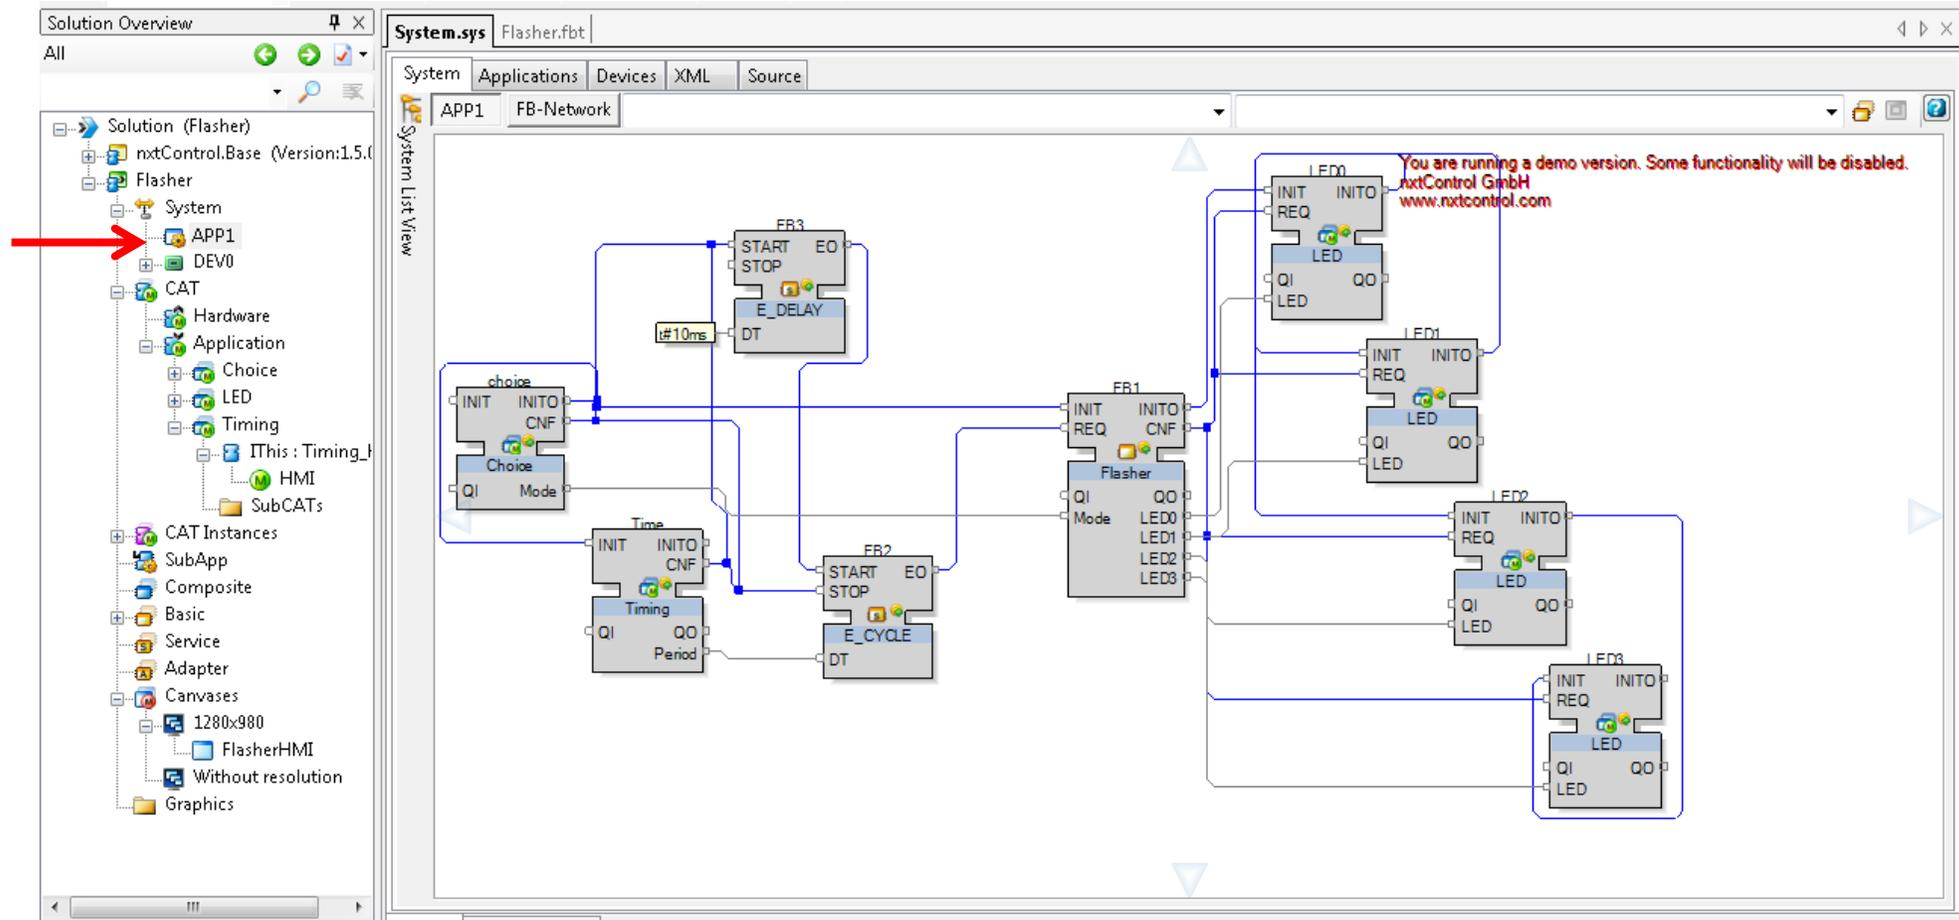 Solution Overview
All
Solution (Flasher)
nxtControl.Base (Version:1.5.(
Flasher
System
APP1
DEV0
CAT
Hardware
Application
Choice
LED
Timing
IThis : Timing_H
HMI
SubCATs
CAT Instances
SubApp
Composite
Basic
Service
Adapter
Canvases
1280x980
FlasherHMI
Without resolution
Graphics
System.sys Flasher.fbt
System Applications Devices XML Source
APP1 FB-Network
System List View
You are running a demo version. Some functionality will be disabled.
nxtControl GmbH
www.nxtcontrol.com
FB3
START EO
STOP
E_DELAY
t#10ms DT
choice
INIT INITO
CNF
Choice
QI Mode
Time
INIT INITO
CNF
Timing
QI QO
Period
FB2
START EO
STOP
E_CYCLE
DT
FB1
INIT INITO
REQ CNF
Flasher
QI QO
Mode LED0
LED1
LED2
LED3
LED0
INIT INITO
REQ
LED
QI QO
LED
LED1
INIT INITO
REQ
LED
QI QO
LED
LED2
INIT INITO
REQ
LED
QI QO
LED
LED3
INIT INITO
REQ
LED
QI QO
LED